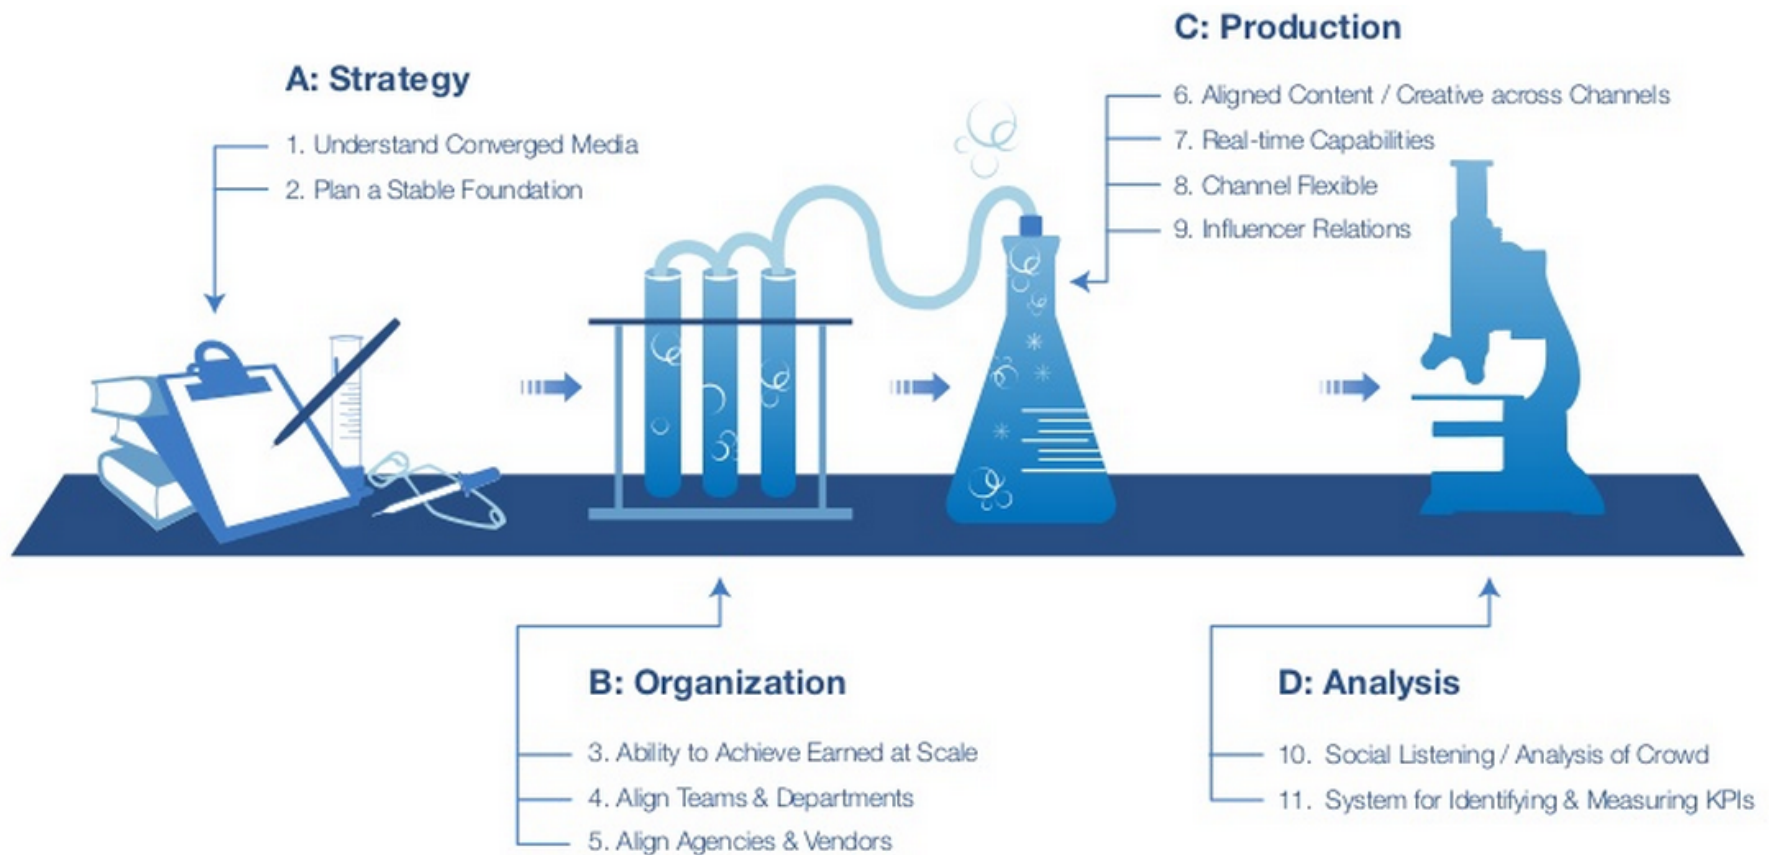 A: Strategy
1. Understand Converged Media
2. Plan a Stable Foundation
C: Production
6. Aligned Content / Creative across Channels
7. Real-time Capabilities
8. Channel Flexible
9. Influencer Relations
B: Organization
3. Ability to Achieve Earned at Scale
4. Align Teams & Departments
5. Align Agencies & Vendors
D: Analysis
10. Social Listening / Analysis of Crowd
11. System for Identifying & Measuring KPIs